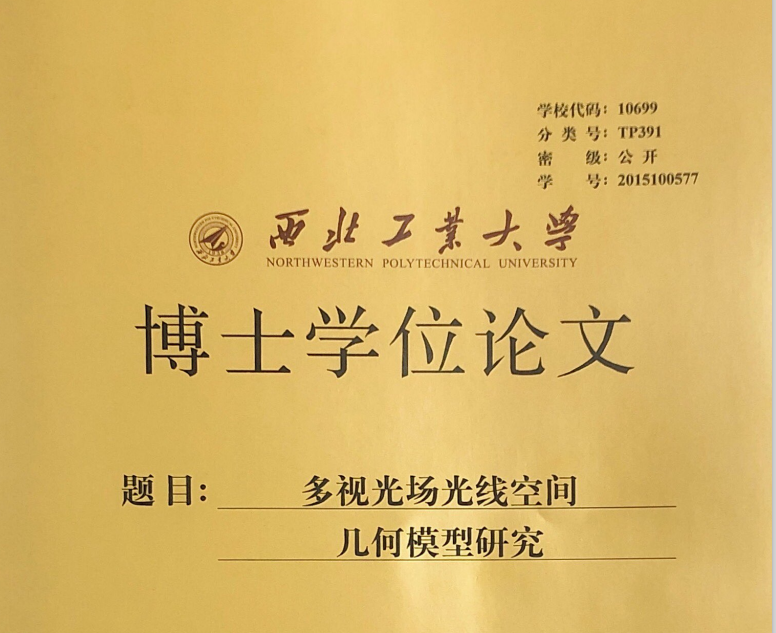 学校代码：10699
分 类 号：TP391
密 级：公 开
学 号：2015100577
西北工业大学
NORTHWESTERN POLYTECHNICAL UNIVERSITY
博士学位论文
题 目：多视光场光线空间
几何模型研究